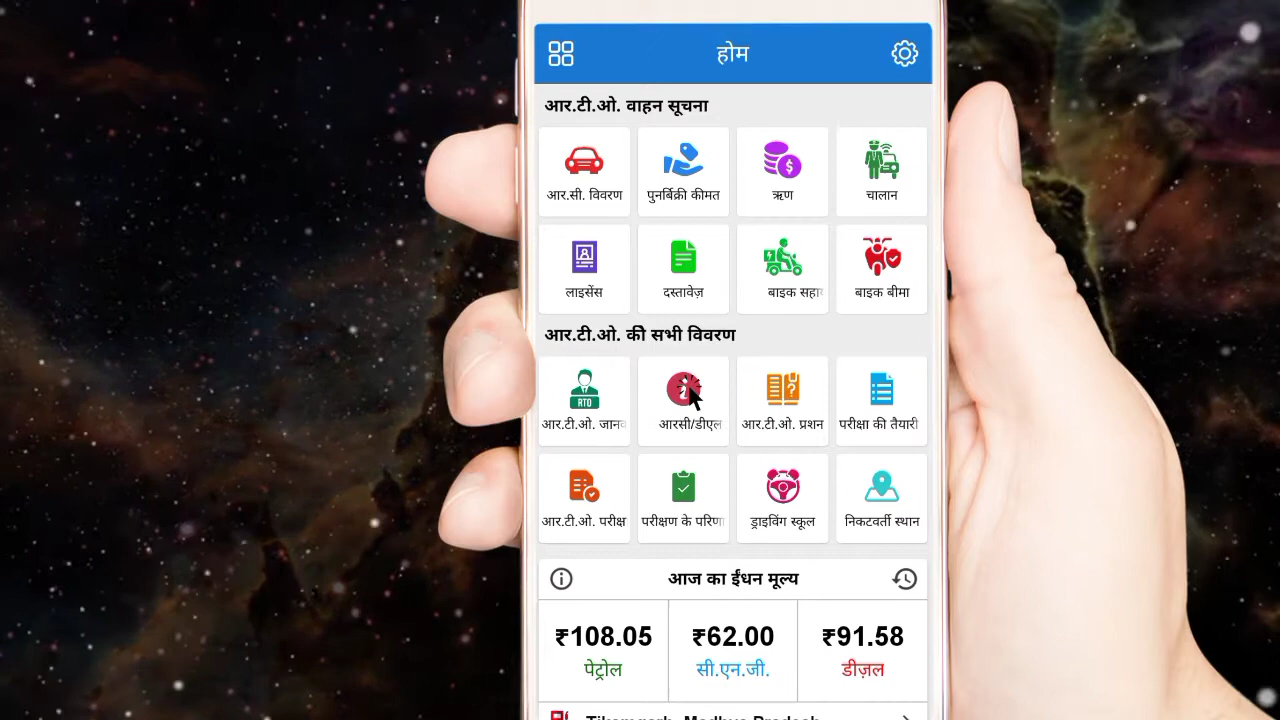 होम
आर.टी.ओ. वाहन सूचना
आर.सी. विवरण
पुनर्बिक्री कीमत
ऋण
चालान
लाइसेंस
दस्तावेज़
बाइक सहा
बाइक बीमा
आर.टी.ओ. की सभी विवरण
RTO
आर.टी.ओ. जान
आरसी/डीएल
आर.टी.ओ. प्रशन
परीक्षा की तैयारी
आर.टी.ओ. परीक्ष
परीक्षण के परिणा
ड्राइविंग स्कूल
निकटवर्ती स्थान
आज का ईंधन मूल्य
₹108.05
₹62.00
₹91.58
पेट्रोल
सी.एन.जी.
डीज़ल
Tikamgarh, Madhya Pradesh